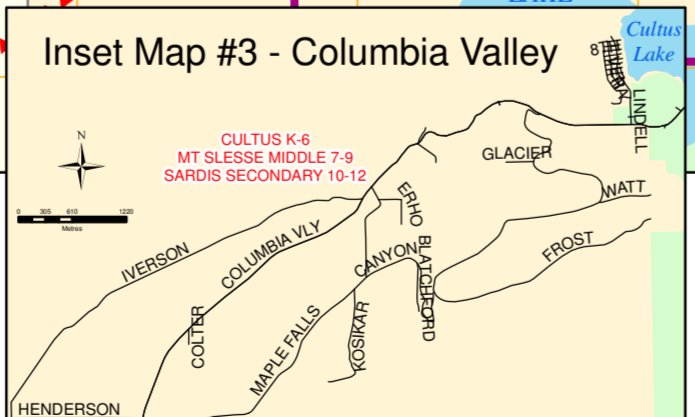 LAKE
Inset Map #3 - Columbia Valley
Cultus
Lake
LINDELL
N
CULTUS K-6
MT SLESSE MIDDLE 7-9
SARDIS SECONDARY 10-12
GLACIER
WATT
ERHO
0 305 610 1220
Metres
COLUMBIA VLY
IVERSON
CANYON
BLATCHFORD
FROST
COLTER
MAPLE FALLS
KOSIKAR
HENDERSON